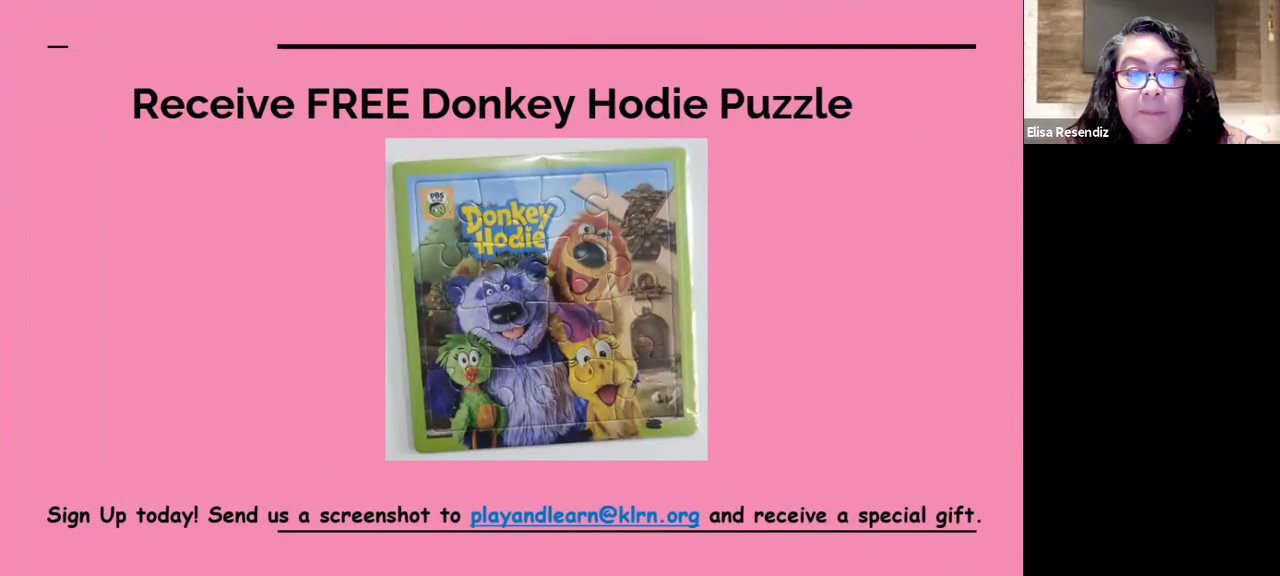 Receive FREE Donkey Hodie Puzzle
PBS
KIDS
Donkey
Hodie
Sign Up today! Send us a screenshot to playandlearn@klrn.org and receive a special gift.
Elisa Resendiz